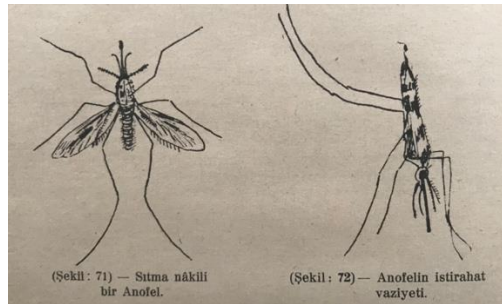 (Şekil: 71) — Sıtma nâkili
bir Anofel.
(Şekil: 72) — Anofelin istirahat
vaziyeti.